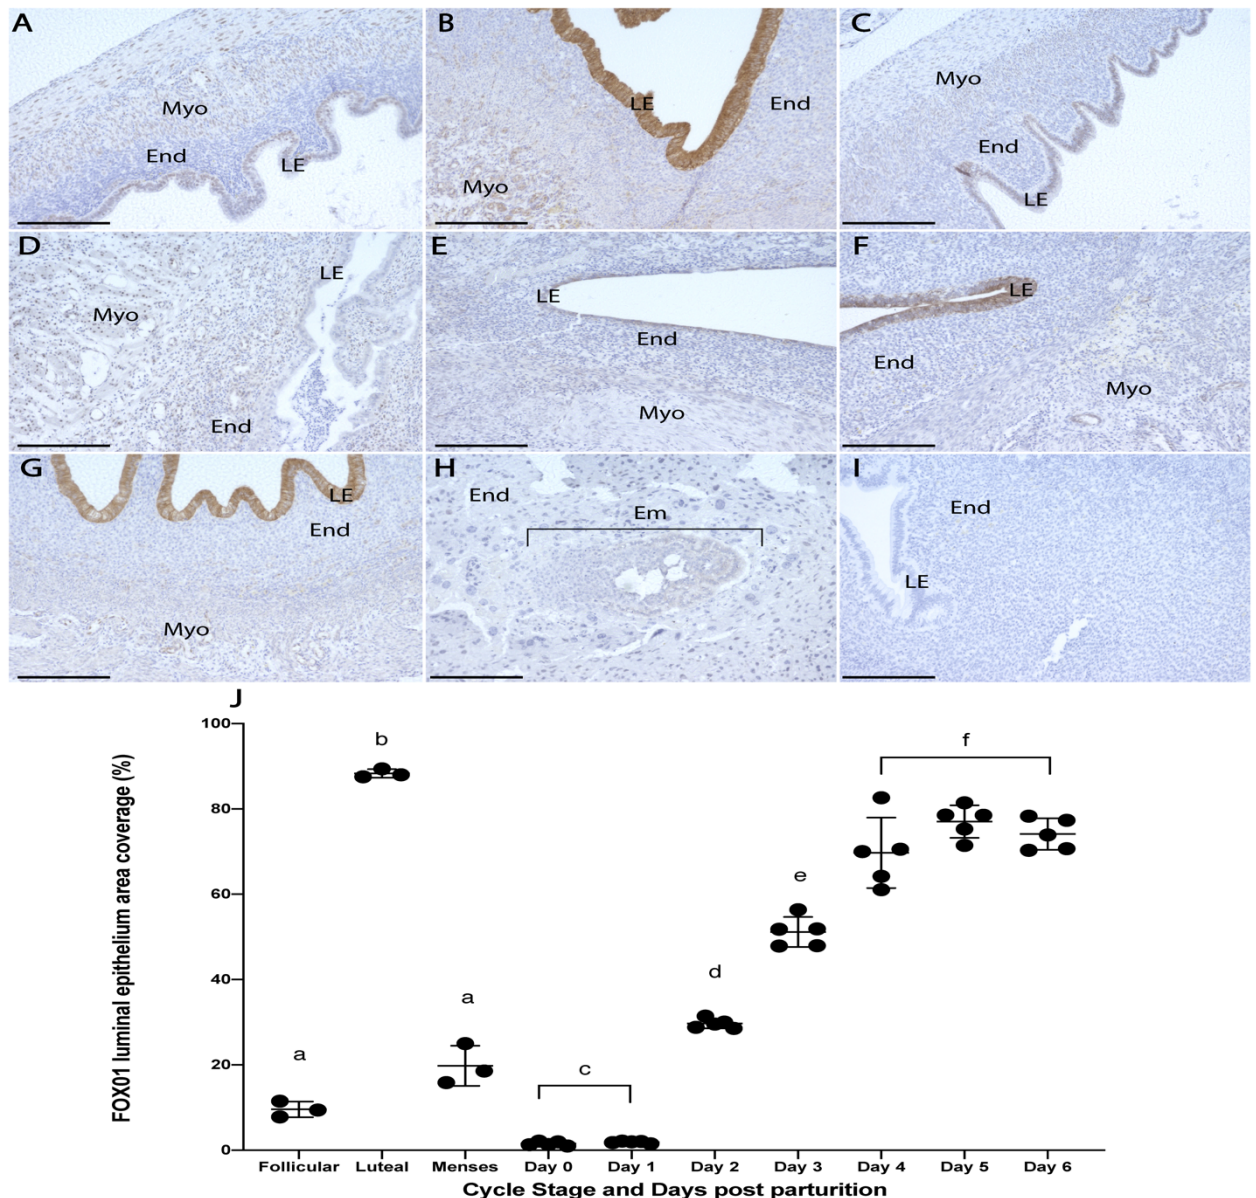 A
Myo
End
LE
B
LE
End
Myo
C
Myo
End
LE
D
LE
Myo
End
E
LE
End
Myo
F
LE
End
Myo
G
LE
End
Myo
H
End
Em
I
End
LE
J
FOX01 luminal epithelium area coverage (%)
100
80
60
40
20
0
a
b
a
c
d
e
f
Follicular Luteal Menses Day 0 Day 1 Day 2 Day 3 Day 4 Day 5 Day 6
Cycle Stage and Days post parturition